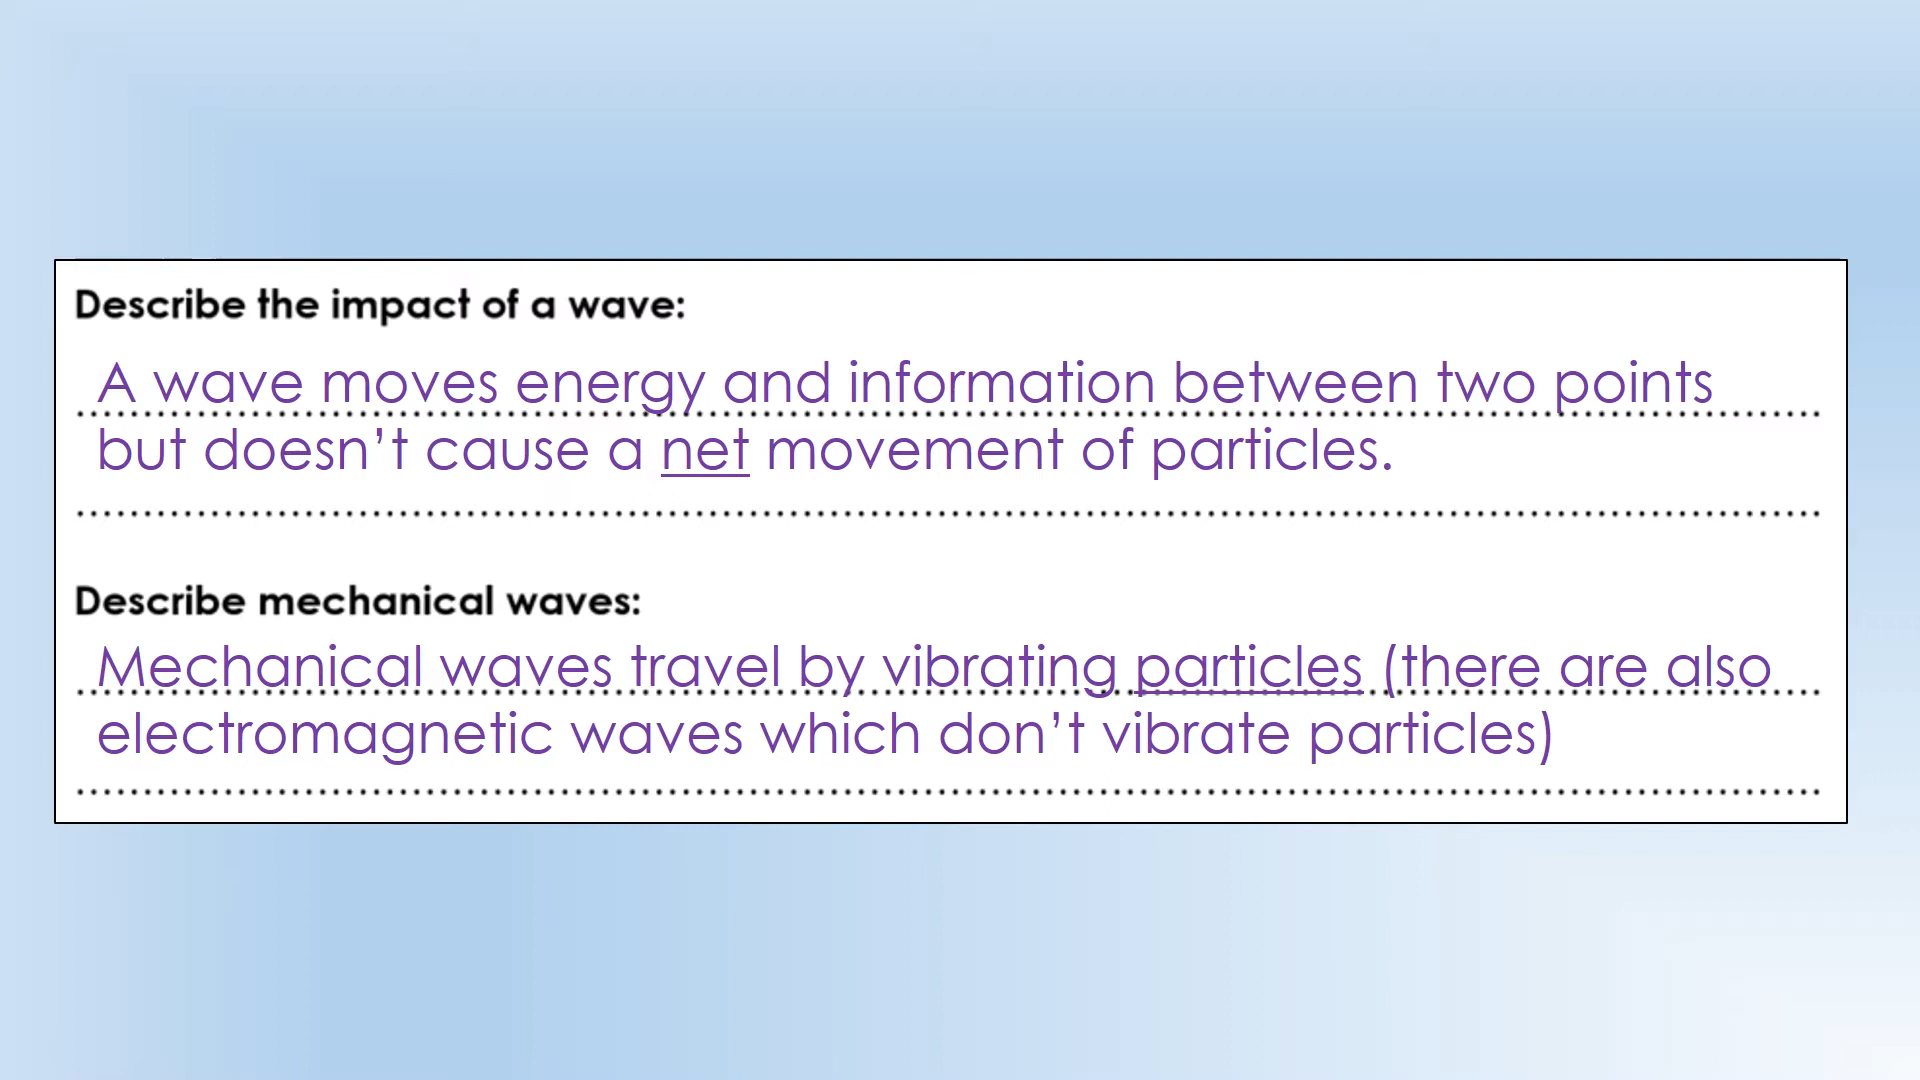 Describe the impact of a wave:
A wave moves energy and information between two points
but doesn’t cause a net movement of particles.
Describe mechanical waves:
Mechanical waves travel by vibrating particles (there are also
electromagnetic waves which don’t vibrate particles)